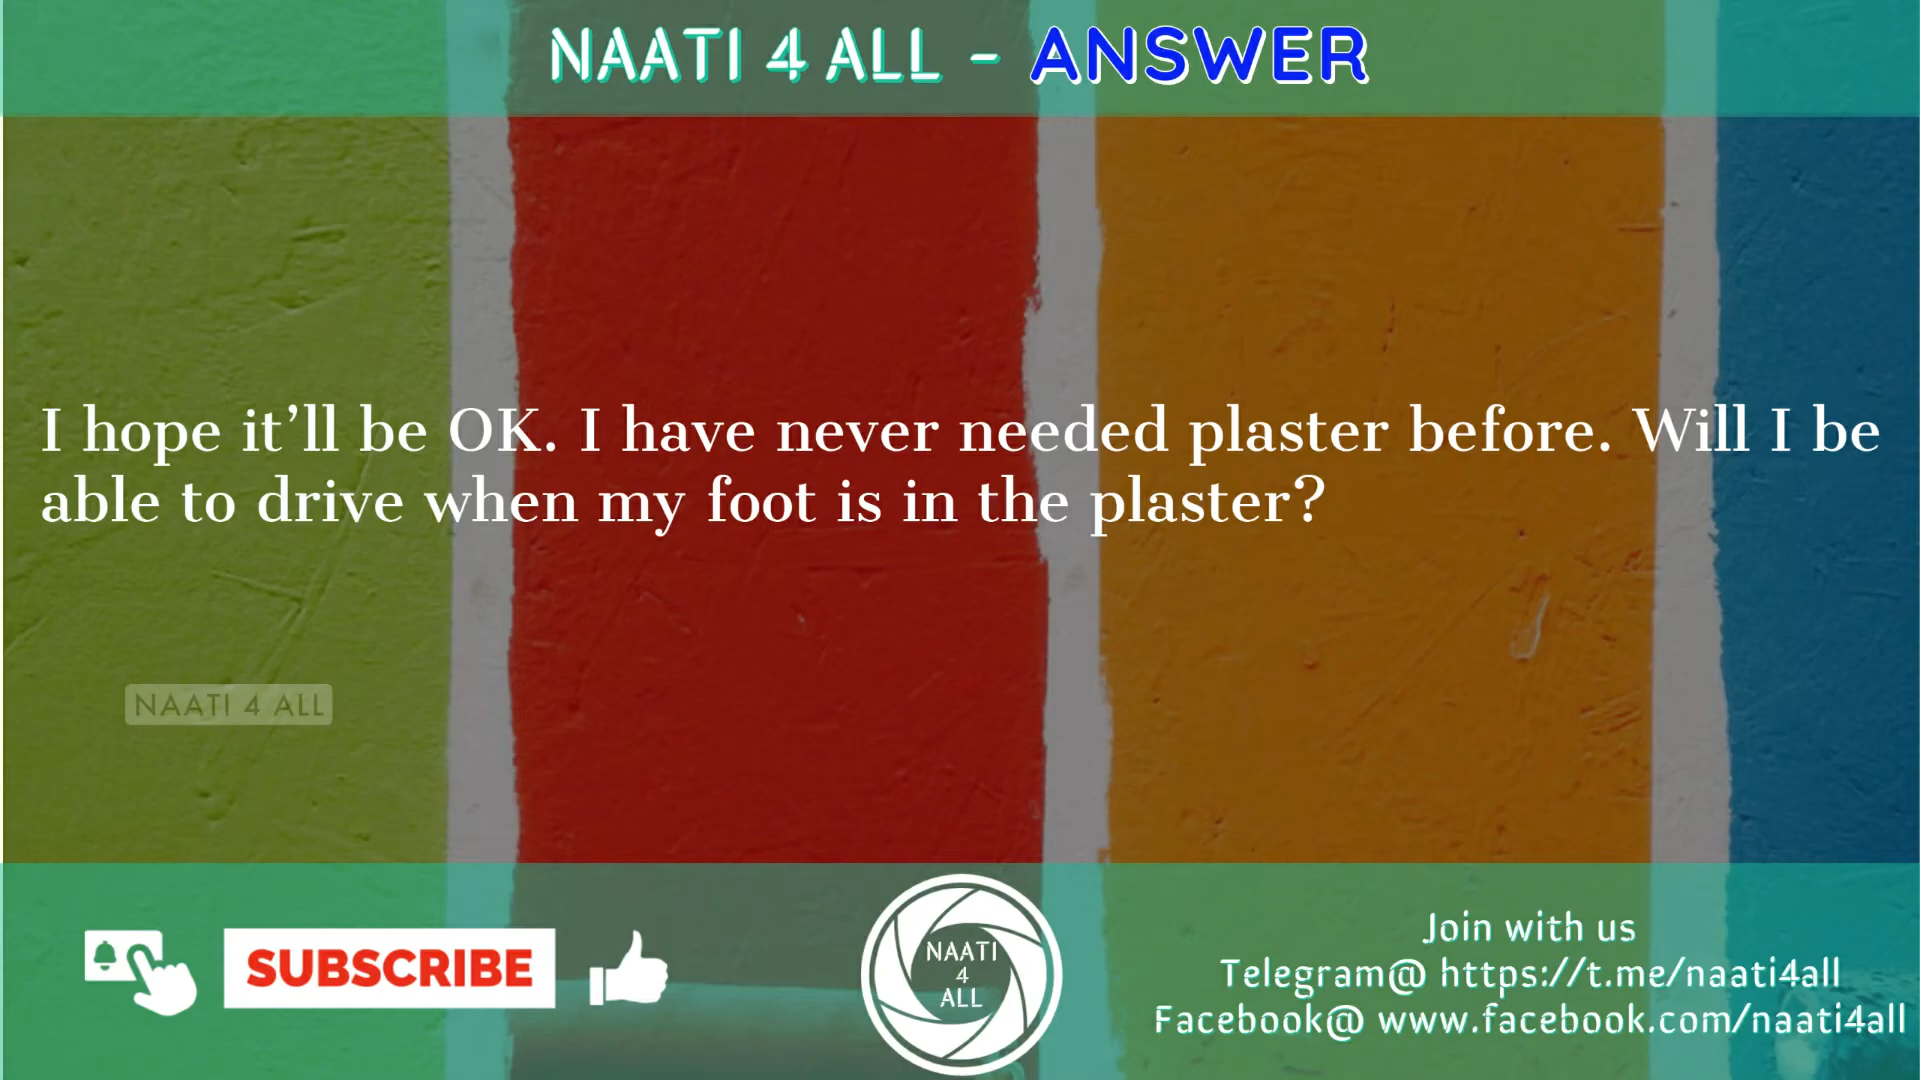 NAATI 4 ALL - ANSWER
I hope it’ll be OK. I have never needed plaster before. Will I be
able to drive when my foot is in the plaster?
NAATI 4 ALL
SUBSCRIBE
NAATI
4
ALL
Join with us
Telegram@ https://t.me/naati4all
Facebook@ www.facebook.com/naati4all